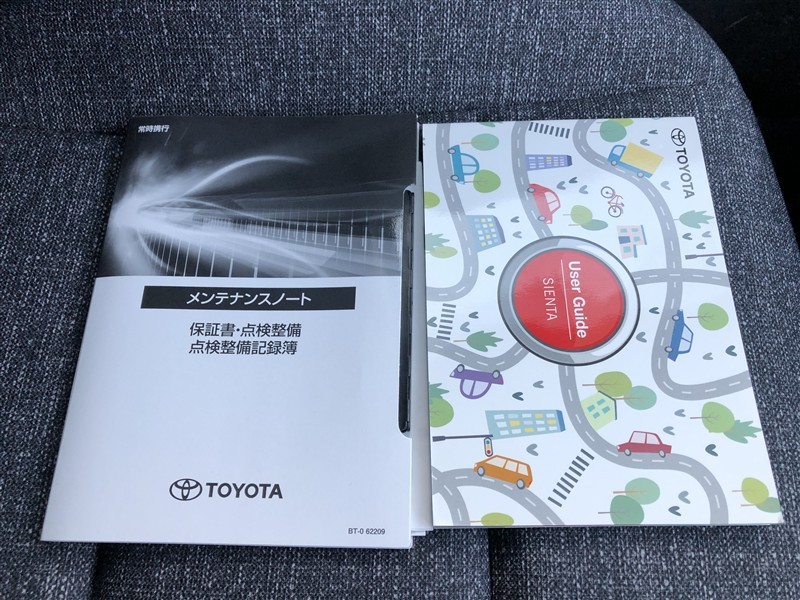 常時携行
メンテナンスノート
保証書・点検整備
点検整備記録簿
TOYOTA
BT-0 62209
TOYOTA
User Guide
SIENTA